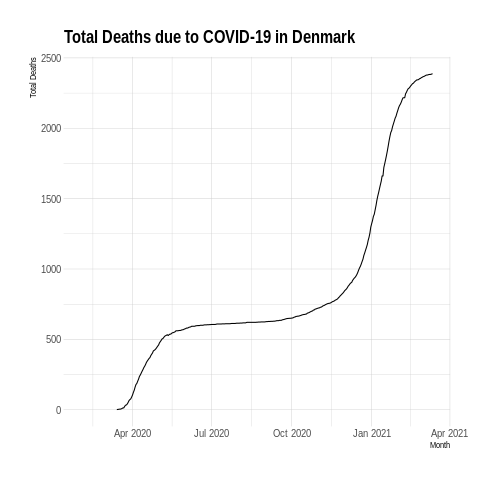 Total Deaths due to COVID-19 in Denmark
Total Deaths
2500
2000
1500
1000
500
0
Apr 2020 Jul 2020 Oct 2020 Jan 2021 Apr 2021
Month